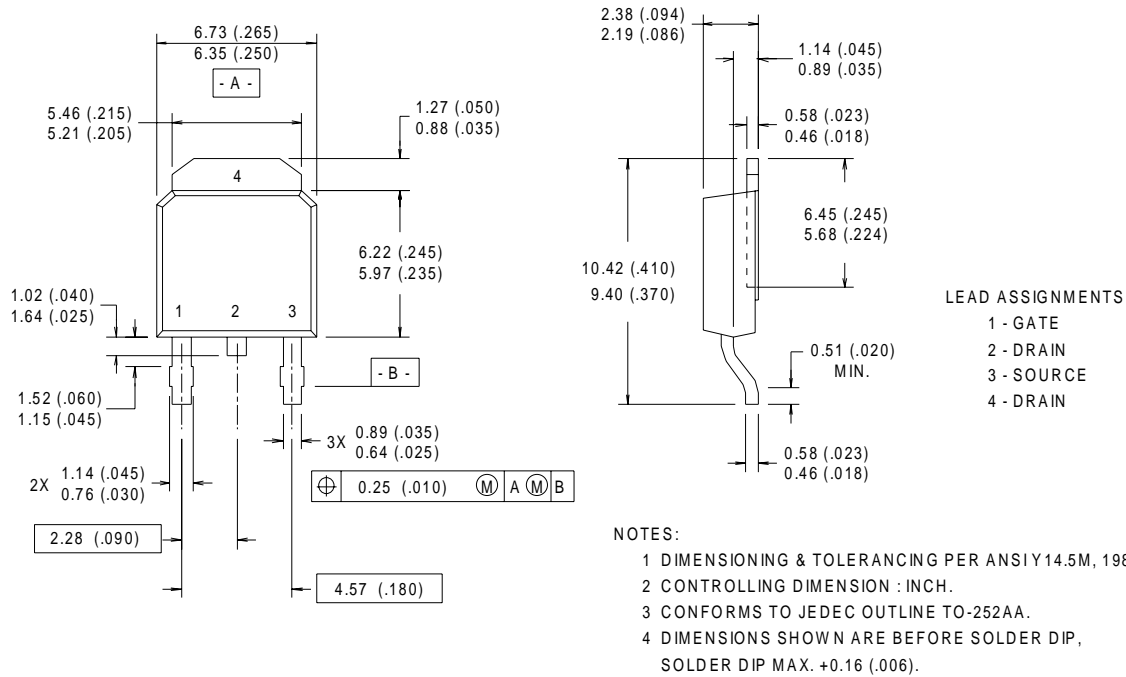 6.73 (.265)
6.35 (.250)
- A -
5.46 (.215)
5.21 (.205)
1.27 (.050)
0.88 (.035)
4
6.22 (.245)
5.97 (.235)
1.02 (.040)
1.64 (.025)
1 2 3
- B -
1.52 (.060)
1.15 (.045)
3X 0.89 (.035)
0.64 (.025)
2X 1.14 (.045)
0.76 (.030)
⌖ 0.25 (.010) Ⓜ A Ⓜ B
2.28 (.090)
4.57 (.180)
2.38 (.094)
2.19 (.086)
1.14 (.045)
0.89 (.035)
0.58 (.023)
0.46 (.018)
6.45 (.245)
5.68 (.224)
10.42 (.410)
9.40 (.370)
0.51 (.020)
MIN.
0.58 (.023)
0.46 (.018)
LEAD ASSIGNMENTS
1 - GATE
2 - DRAIN
3 - SOURCE
4 - DRAIN
NOTES:
1 DIMENSIONING & TOLERANCING PER ANSI Y14.5M, 198
2 CONTROLLING DIMENSION : INCH.
3 CONFORMS TO JEDEC OUTLINE TO-252AA.
4 DIMENSIONS SHOWN ARE BEFORE SOLDER DIP,
SOLDER DIP MAX. +0.16 (.006).